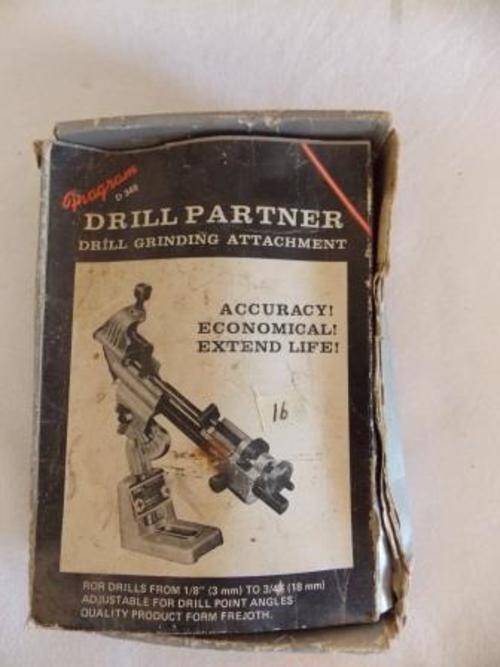 Program
D 348
DRILL PARTNER
DRILL GRINDING ATTACHMENT
ACCURACY!
ECONOMICAL!
EXTEND LIFE!
16
ROR DRILLS FROM 1/8" (3 mm) TO 3/4" (18 mm)
ADJUSTABLE FOR DRILL POINT ANGLES
QUALITY PRODUCT FORM FREJOTH.